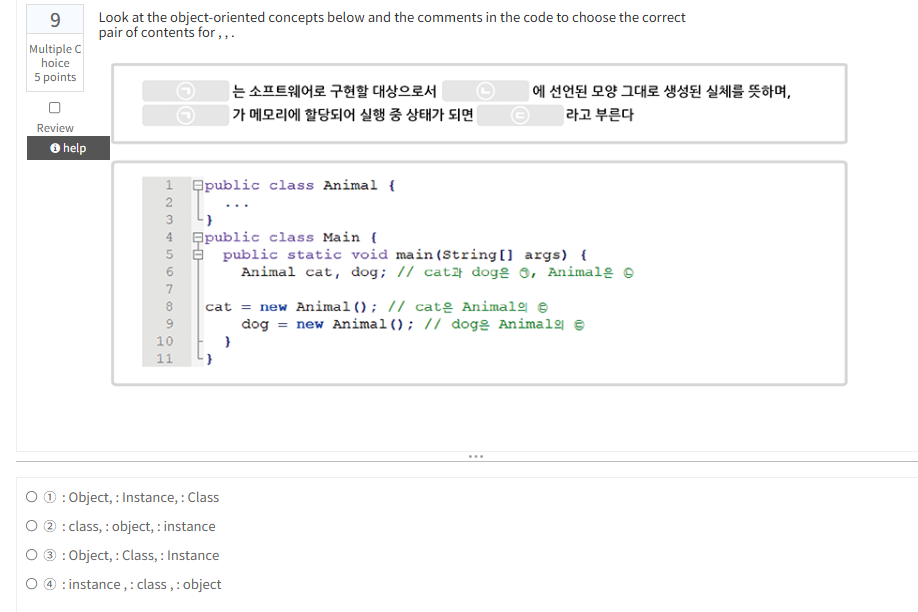 9
Multiple C
hoice
5 points
Review
help
Look at the object-oriented concepts below and the comments in the code to choose the correct
pair of contents for , , .
㉠ 는 소프트웨어로 구현할 대상으로서 ㉡ 에 선언된 모양 그대로 생성된 실체를 뜻하며,
㉠ 가 메모리에 할당되어 실행 중 상태가 되면 ㉢ 라고 부른다
1 public class Animal {
2 ...
3 }
4 public class Main {
5 public static void main(String[] args) {
6 Animal cat, dog; // cat과 dog은 ㉠, Animal은 ㉡
7
8 cat = new Animal(); // cat은 Animal의 ㉢
9 dog = new Animal(); // dog은 Animal의 ㉢
10 }
11 }
① : Object, : Instance, : Class
② : class, : object, : instance
③ : Object, : Class, : Instance
④ : instance , : class , : object